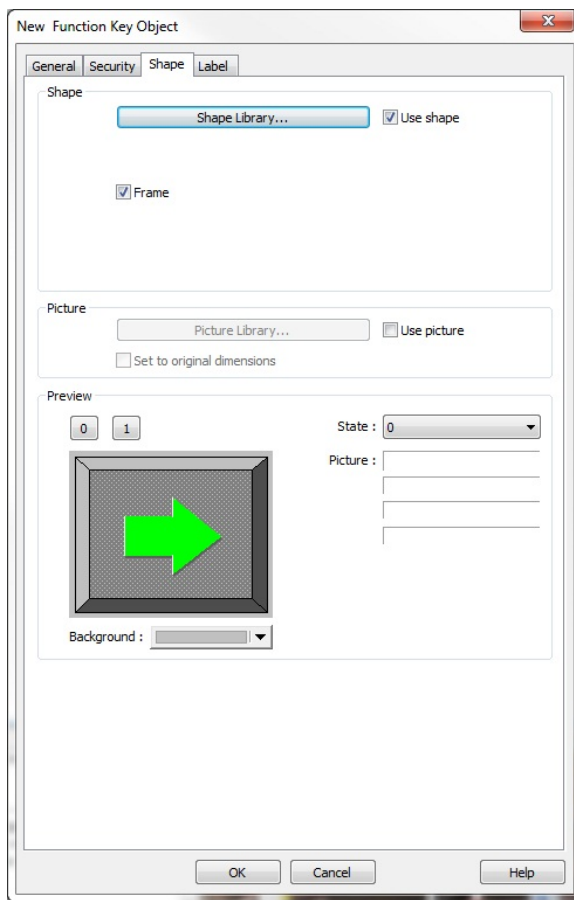 New Function Key Object
General Security Shape Label
Shape
Shape Library... Use shape
Frame
Picture
Picture Library... Use picture
Set to original dimensions
Preview
0 1 State : 0
Picture :
Background :
OK Cancel Help